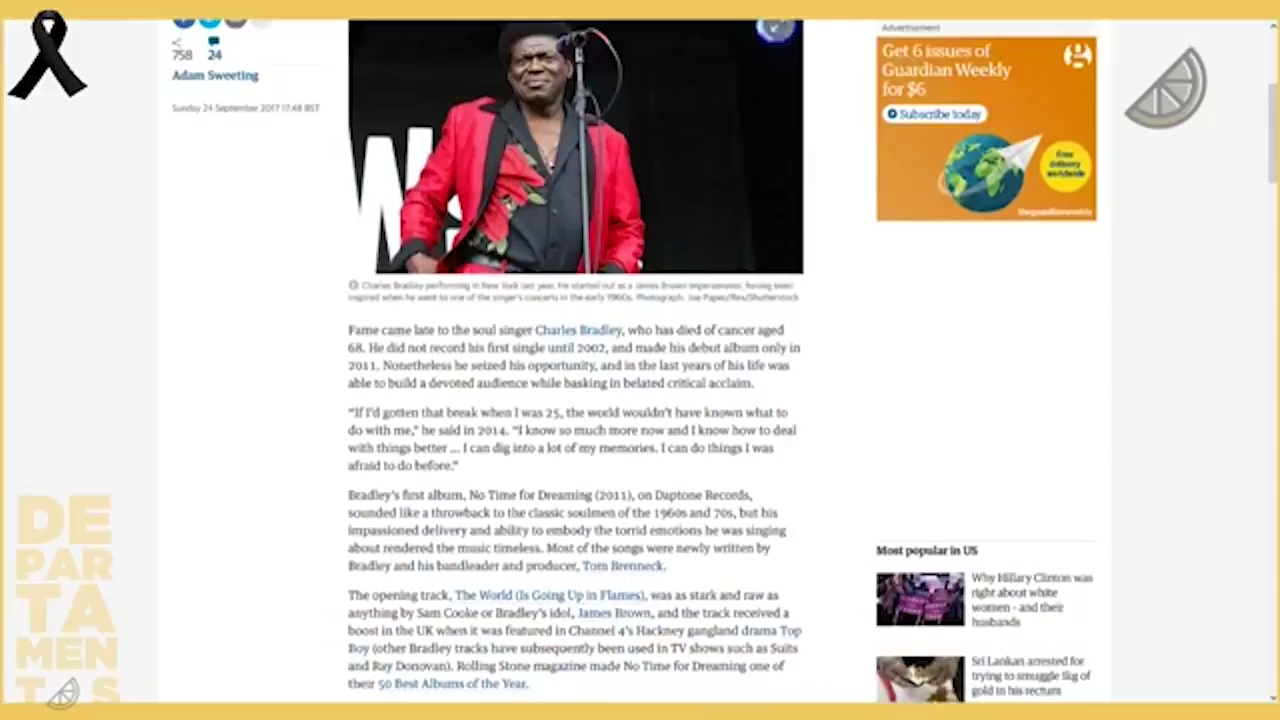 758 24
Adam Sweeting
Sunday 24 September 2017 17.48 BST
W
Charles Bradley performing in New York last year. He started out as a James Brown impersonator, having been
inspired when he went to one of the singer's concerts in the early 1960s. Photograph: Joe Papeo/Rex/Shutterstock
Fame came late to the soul singer Charles Bradley, who has died of cancer aged
68. He did not record his first single until 2002, and made his debut album only in
2011. Nonetheless he seized his opportunity, and in the last years of his life was
able to build a devoted audience while basking in belated critical acclaim.
“If I’d gotten that break when I was 25, the world wouldn’t have known what to
do with me,” he said in 2014. “I know so much more now and I know how to deal
with things better ... I can dig into a lot of my memories. I can do things I was
afraid to do before.”
Bradley’s first album, No Time for Dreaming (2011), on Daptone Records,
sounded like a throwback to the classic soulmen of the 1960s and 70s, but his
impassioned delivery and ability to embody the torrid emotions he was singing
about rendered the music timeless. Most of the songs were newly written by
Bradley and his bandleader and producer, Tom Brenneck.
The opening track, The World (Is Going Up in Flames), was as stark and raw as
anything by Sam Cooke or Bradley’s idol, James Brown, and the track received a
boost in the UK when it was featured in Channel 4’s Hackney gangland drama Top
Boy (other Bradley tracks have subsequently been used in TV shows such as Suits
and Ray Donovan). Rolling Stone magazine made No Time for Dreaming one of
their 50 Best Albums of the Year.
Advertisement
Get 6 issues of
Guardian Weekly
for $6
Subscribe today
Free
delivery
worldwide
theguardianweekly
Most popular in US
Why Hillary Clinton was
right about white
women - and their
husbands
Sri Lankan arrested for
trying to smuggle 1kg of
gold in his rectum
DE
PAR
TA
MEN
T S